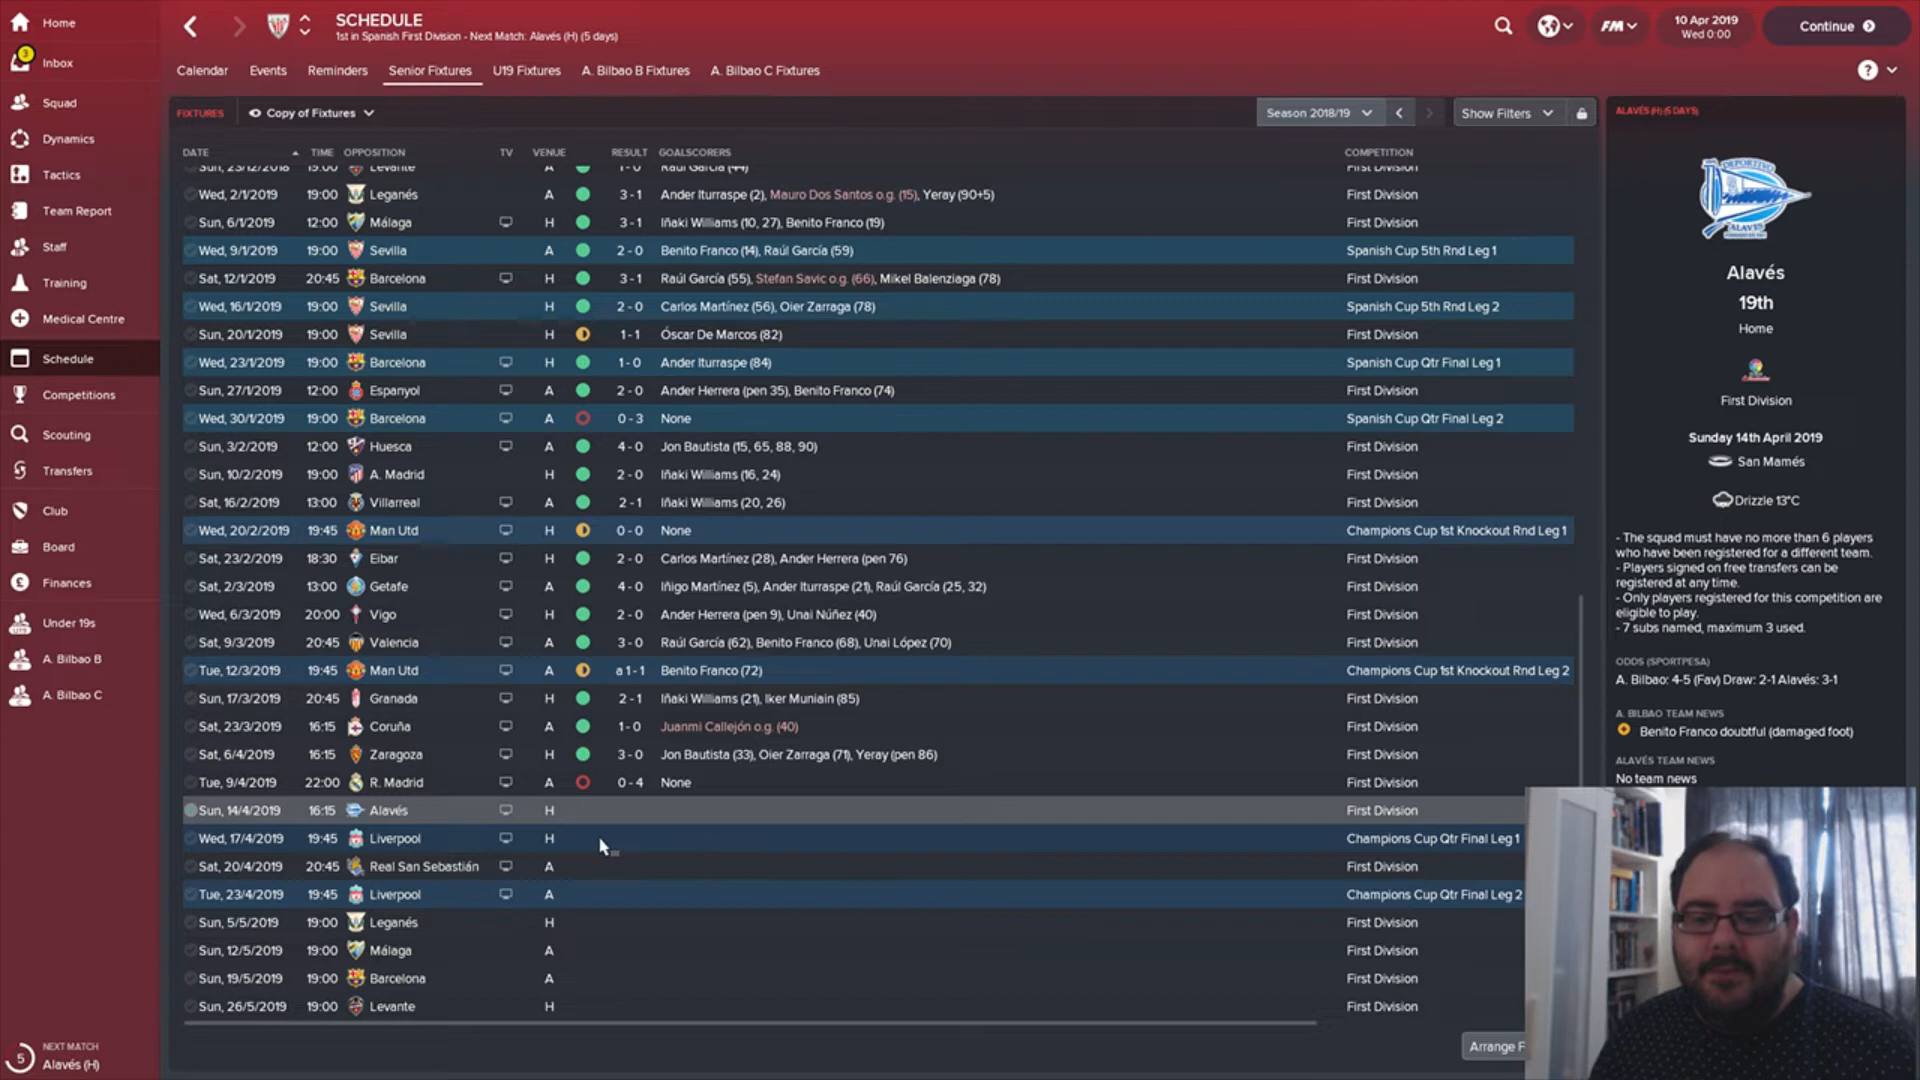 Home
3
Inbox
Squad
Dynamics
Tactics
Team Report
Staff
Training
Medical Centre
Schedule
Competitions
Scouting
Transfers
Club
Board
Finances
Under 19s
A. Bilbao B
A. Bilbao C
5
NEXT MATCH
Alavés (H)
SCHEDULE
1st in Spanish First Division - Next Match: Alavés (H) (5 days)
FM
10 Apr 2019
Wed 0:00
Continue
Calendar Events Reminders Senior Fixtures U19 Fixtures A. Bilbao B Fixtures A. Bilbao C Fixtures
?
FIXTURES Copy of Fixtures Season 2018/19 Show Filters
DATE TIME OPPOSITION TV VENUE RESULT GOALSCORERS COMPETITION
Sun, 23/12/2018 19:00 Levante A 1-0 Raúl García (44) First Division
Wed, 2/1/2019 19:00 Leganés A 3 - 1 Ander Iturraspe (2), Mauro Dos Santos o.g. (15), Yeray (90+5) First Division
Sun, 6/1/2019 12:00 Málaga H 3 - 1 Iñaki Williams (10, 27), Benito Franco (19) First Division
Wed, 9/1/2019 19:00 Sevilla A 2 - 0 Benito Franco (14), Raúl García (59) Spanish Cup 5th Rnd Leg 1
Sat, 12/1/2019 20:45 Barcelona H 3 - 1 Raúl García (55), Stefan Savic o.g. (66), Mikel Balenziaga (78) First Division
Wed, 16/1/2019 19:00 Sevilla H 2 - 0 Carlos Martínez (56), Oier Zarraga (78) Spanish Cup 5th Rnd Leg 2
Sun, 20/1/2019 19:00 Sevilla H 1 - 1 Óscar De Marcos (82) First Division
Wed, 23/1/2019 19:00 Barcelona H 1 - 0 Ander Iturraspe (84) Spanish Cup Qtr Final Leg 1
Sun, 27/1/2019 12:00 Espanyol A 2 - 0 Ander Herrera (pen 35), Benito Franco (74) First Division
Wed, 30/1/2019 19:00 Barcelona A 0 - 3 None Spanish Cup Qtr Final Leg 2
Sun, 3/2/2019 12:00 Huesca A 4 - 0 Jon Bautista (15, 65, 88, 90) First Division
Sun, 10/2/2019 19:00 A. Madrid H 2 - 0 Iñaki Williams (16, 24) First Division
Sat, 16/2/2019 13:00 Villarreal A 2 - 1 Iñaki Williams (20, 26) First Division
Wed, 20/2/2019 19:45 Man Utd H 0 - 0 None Champions Cup 1st Knockout Rnd Leg 1
Sat, 23/2/2019 18:30 Eibar H 2 - 0 Carlos Martínez (28), Ander Herrera (pen 76) First Division
Sat, 2/3/2019 13:00 Getafe A 4 - 0 Iñigo Martínez (5), Ander Iturraspe (21), Raúl García (25, 32) First Division
Wed, 6/3/2019 20:00 Vigo H 2 - 0 Ander Herrera (pen 9), Unai Núñez (40) First Division
Sat, 9/3/2019 20:45 Valencia A 3 - 0 Raúl García (62), Benito Franco (68), Unai López (70) First Division
Tue, 12/3/2019 19:45 Man Utd A a 1 - 1 Benito Franco (72) Champions Cup 1st Knockout Rnd Leg 2
Sun, 17/3/2019 20:45 Granada H 2 - 1 Iñaki Williams (21), Iker Muniain (85) First Division
Sat, 23/3/2019 16:15 Coruña A 1 - 0 Juanmi Callejón o.g. (40) First Division
Sat, 6/4/2019 16:15 Zaragoza H 3 - 0 Jon Bautista (33), Oier Zarraga (71), Yeray (pen 86) First Division
Tue, 9/4/2019 22:00 R. Madrid A 0 - 4 None First Division
Sun, 14/4/2019 16:15 Alavés H First Division
Wed, 17/4/2019 19:45 Liverpool H Champions Cup Qtr Final Leg 1
Sat, 20/4/2019 20:45 Real San Sebastián A First Division
Tue, 23/4/2019 19:45 Liverpool A Champions Cup Qtr Final Leg 2
Sun, 5/5/2019 19:00 Leganés H First Division
Sun, 12/5/2019 19:00 Málaga A First Division
Sun, 19/5/2019 19:00 Barcelona A First Division
Sun, 26/5/2019 19:00 Levante H First Division
Arrange F
ALAVÉS (H) (5 DAYS)
DEPORTIVO
ALAVÉS
Alavés
19th
Home
First Division
Sunday 14th April 2019
San Mamés
Drizzle 13°C
- The squad must have no more than 6 players
who have been registered for a different team.
- Players signed on free transfers can be
registered at any time.
- Only players registered for this competition are
eligible to play.
- 7 subs named, maximum 3 used.
ODDS (SPORTPESA)
A. Bilbao: 4-5 (Fav) Draw: 2-1 Alavés: 3-1
A. BILBAO TEAM NEWS
Benito Franco doubtful (damaged foot)
ALAVÉS TEAM NEWS
No team news